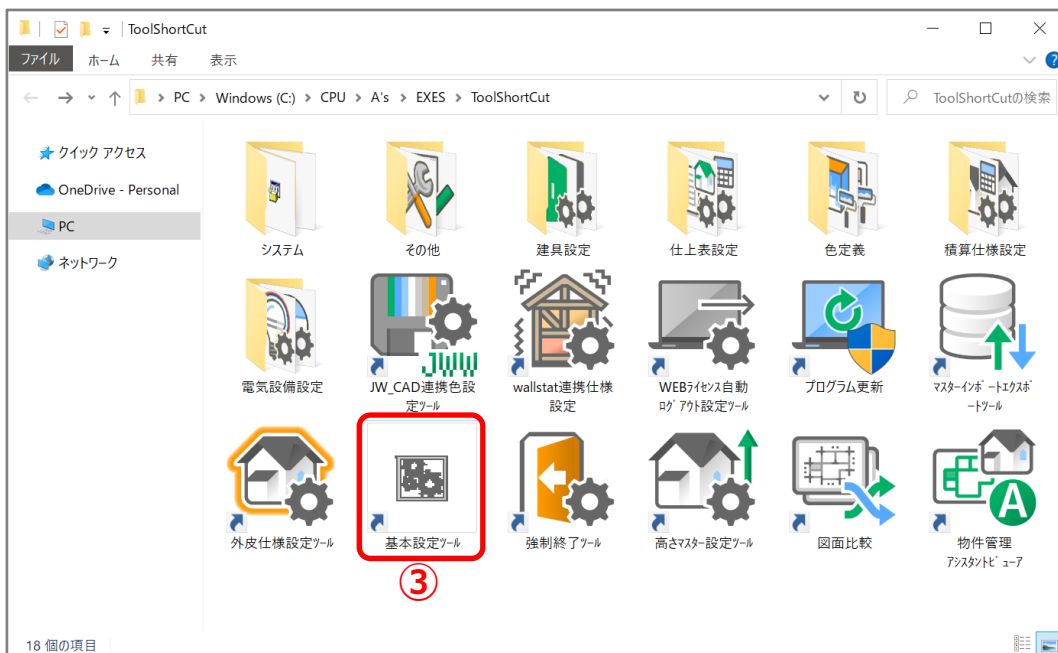 ToolShortCut
ファイル ホーム 共有 表示
PC > Windows (C:) > CPU > A's > EXES > ToolShortCut
ToolShortCutの検索
クイック アクセス
OneDrive - Personal
PC
ネットワーク
システム
その他
建具設定
仕上表設定
色定義
積算仕様設定
電気設備設定
JWW
JW_CAD連携色設
定ﾂｰﾙ
wallstat連携仕様
設定
WEBﾗｲｾﾝｽ自動
ﾛｸﾞｱｳﾄ設定ﾂｰﾙ
ﾌﾟﾛｸﾞﾗﾑ更新
ﾏｽﾀｰｲﾝﾎﾟｰﾄｴｸｽﾎﾟ
ｰﾄﾂｰﾙ
外皮仕様設定ﾂｰﾙ
基本設定ﾂｰﾙ
強制終了ﾂｰﾙ
高さﾏｽﾀｰ設定ﾂｰﾙ
図面比較
A
物件管理
ｱｼｽﾀﾝﾄﾋﾞｭｰｱ
③
18 個の項目